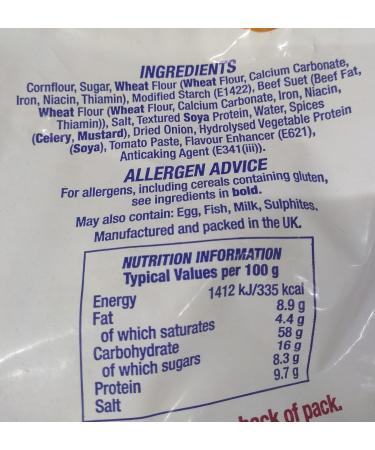 INGREDIENTS
Cornflour, Sugar, Wheat Flour (Wheat Flour, Calcium Carbonate,
Iron, Niacin, Thiamin), Modified Starch (E1422), Beef Suet (Beef Fat,
Wheat Flour (Wheat Flour, Calcium Carbonate, Iron, Niacin,
Thiamin)), Salt, Textured Soya Protein, Water, Spices
(Celery, Mustard), Dried Onion, Hydrolysed Vegetable Protein
(Soya), Tomato Paste, Flavour Enhancer (E621),
Anticaking Agent (E341(iii)).
ALLERGEN ADVICE
For allergens, including cereals containing gluten,
see ingredients in bold.
May also contain: Egg, Fish, Milk, Sulphites.
Manufactured and packed in the UK.
NUTRITION INFORMATION
Typical Values per 100 g
Energy 1412 kJ/335 kcal
Fat 8.9 g
of which saturates 4.4 g
Carbohydrate 58 g
of which sugars 16 g
Protein 8.3 g
Salt 9.7 g
back of pack.